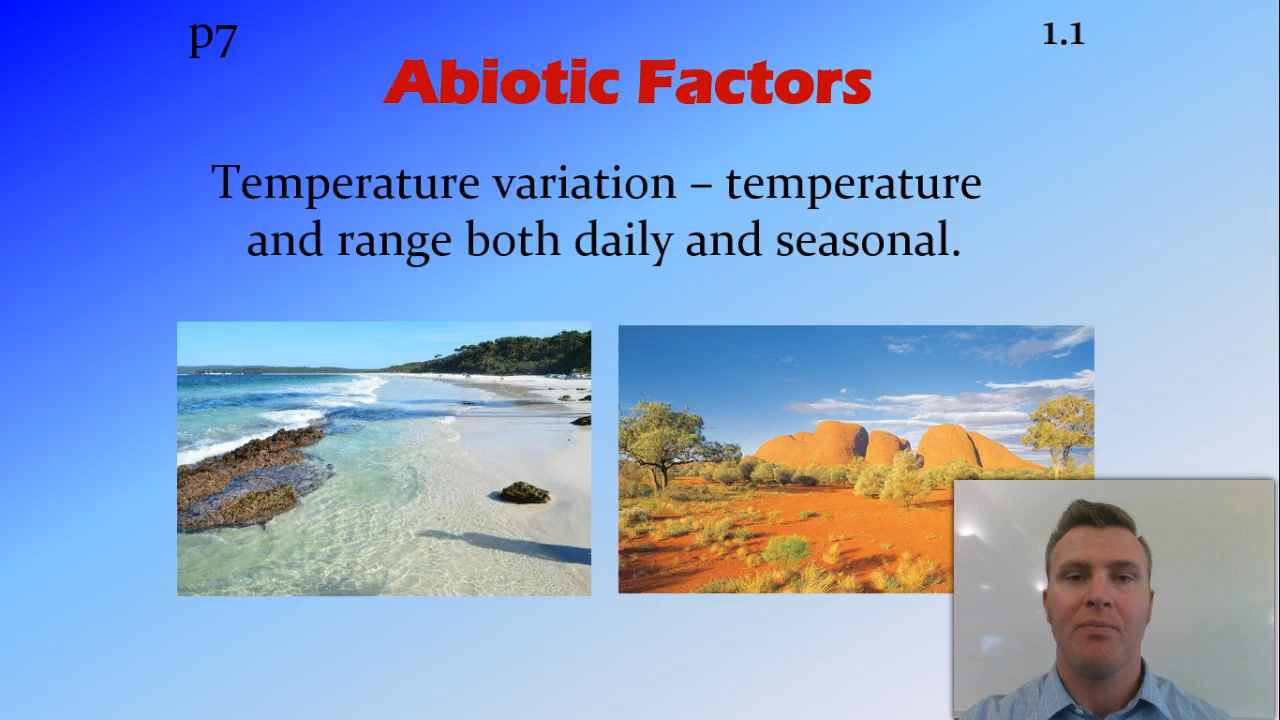 p7
1.1
Abiotic Factors
Temperature variation – temperature
and range both daily and seasonal.